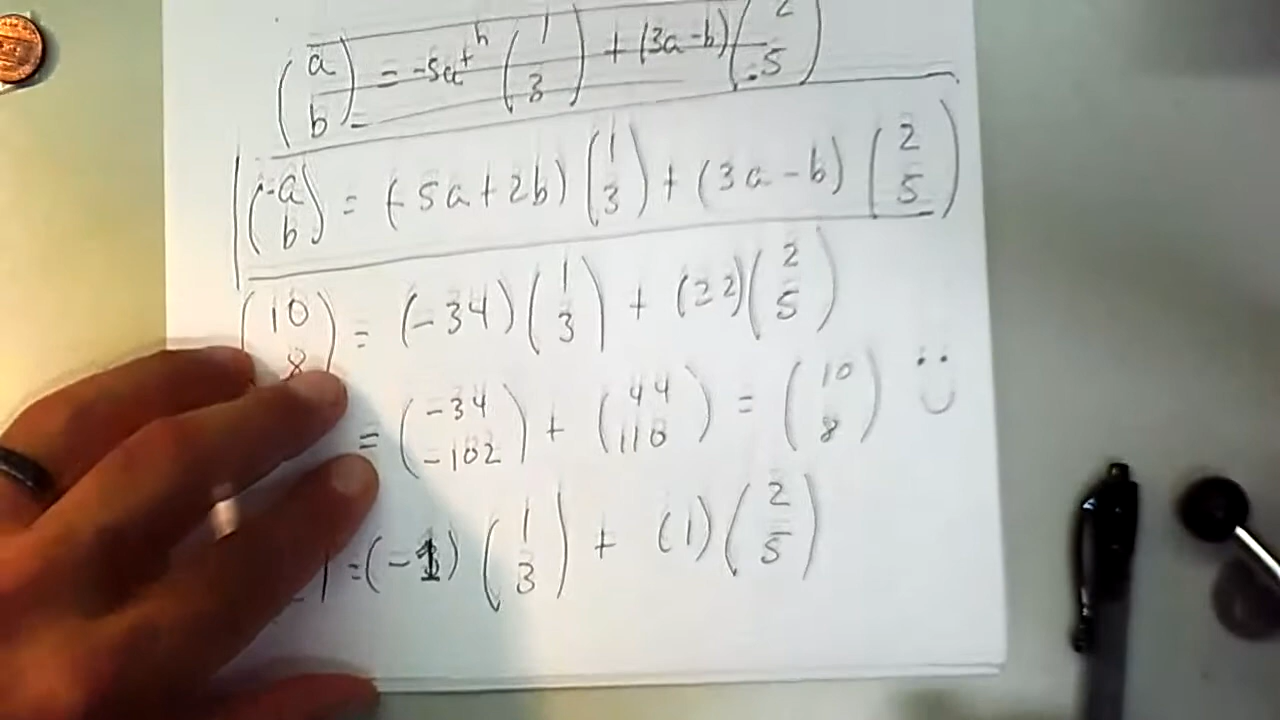 (a b) = -5a+ h (1 3) + (3a-b) (2 .5)
(-a b) = (-5a+2b) (1 3) + (3a-b) (2 5)
(10 8) = (-34) (1 3) + (22) (2 5)
= (-34 -102) + (44 110) = (10 8)
= (-1) (1 3) + (1) (2 5)